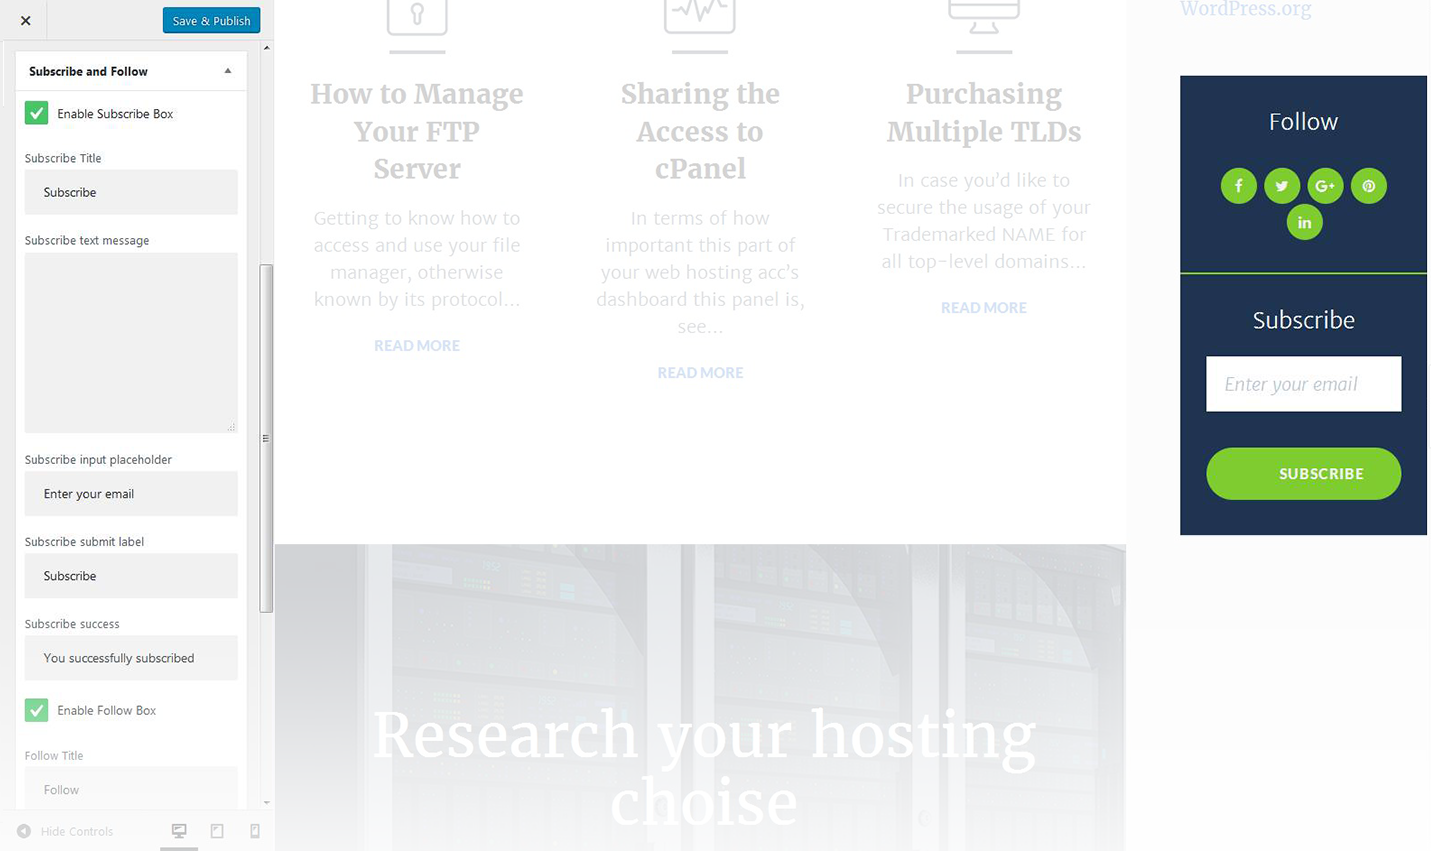 Save & Publish
Subscribe and Follow
Enable Subscribe Box
Subscribe Title
Subscribe
Subscribe text message
Subscribe input placeholder
Enter your email
Subscribe submit label
Subscribe
Subscribe success
You successfully subscribed
Enable Follow Box
Follow Title
Follow
Hide Controls
How to Manage
Your FTP
Server
Getting to know how to
access and use your file
manager, otherwise
known by its protocol...
READ MORE
Sharing the
Access to
cPanel
In terms of how
important this part of
your web hosting acc's
dashboard this panel is,
see...
READ MORE
Purchasing
Multiple TLDs
In case you'd like to
secure the usage of your
Trademarked NAME for
all top-level domains...
READ MORE
Research your hosting
choise
WordPress.org
Follow
f
G+
in
Subscribe
Enter your email
SUBSCRIBE